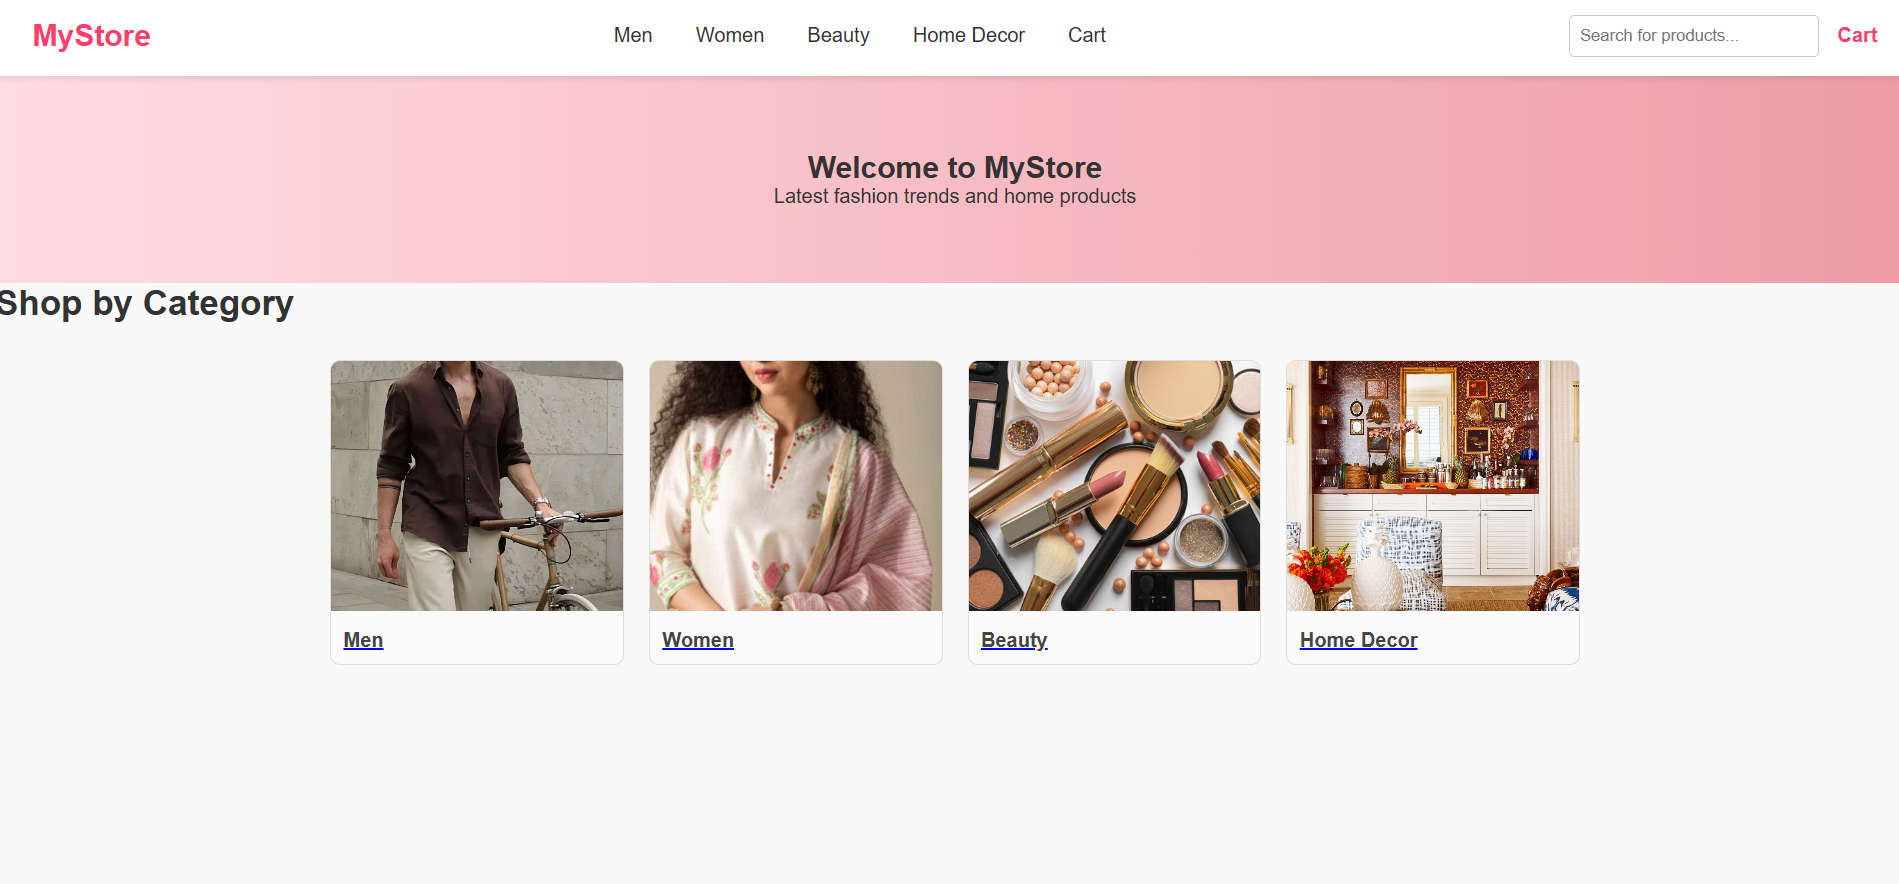 MyStore
Men Women Beauty Home Decor Cart
Search for products...
Cart
Welcome to MyStore
Latest fashion trends and home products
Shop by Category
Men
Women
Beauty
Home Decor